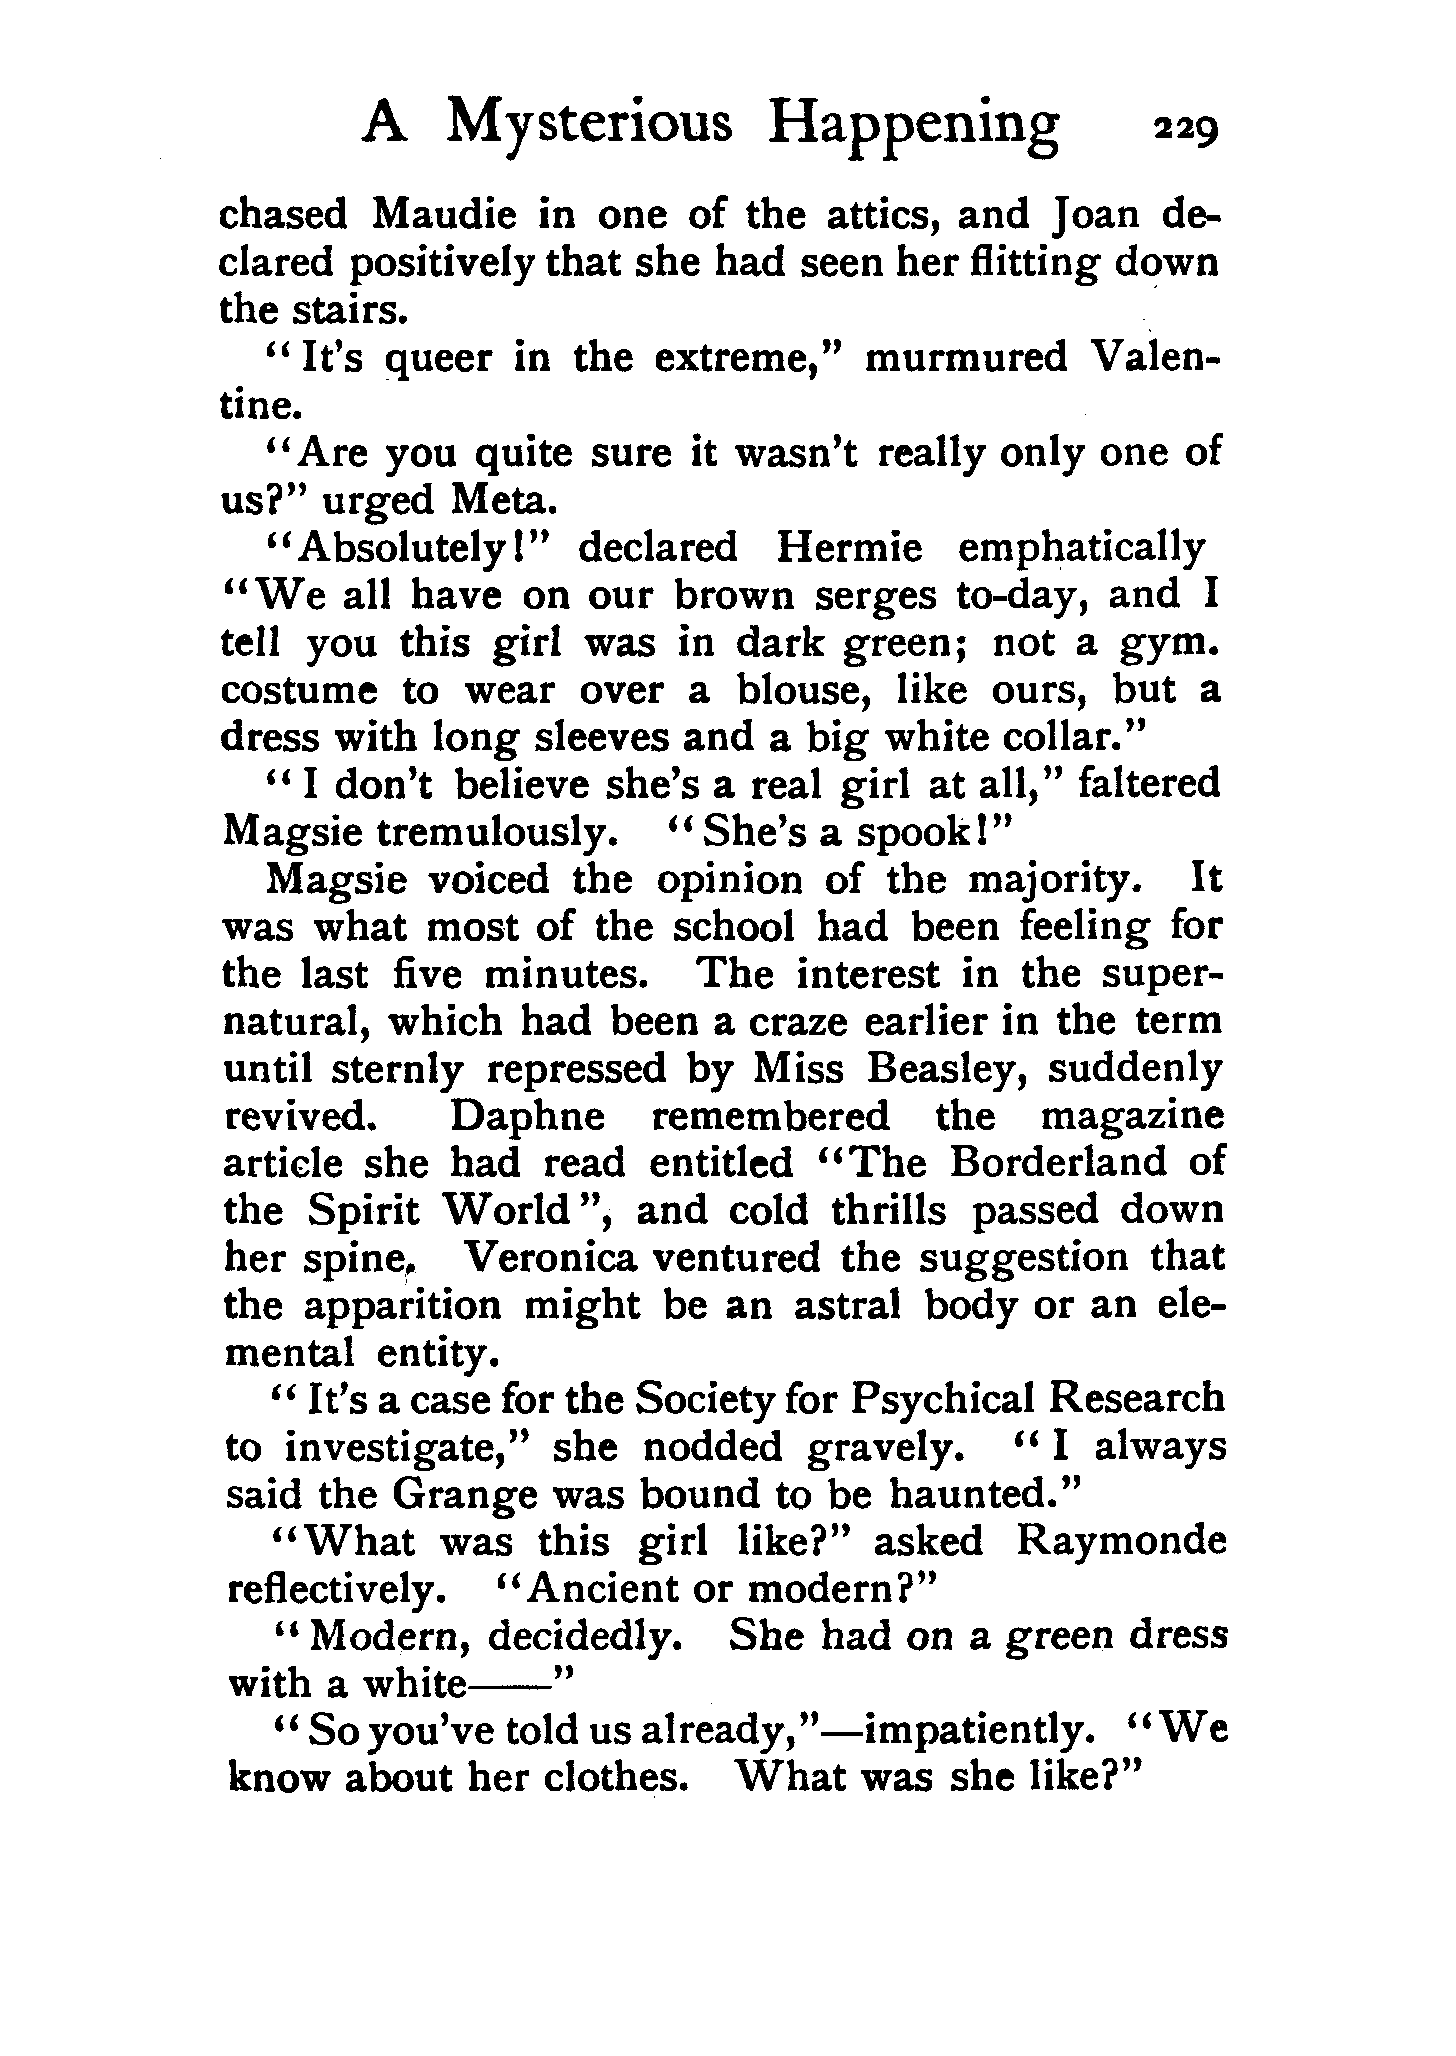 A Mysterious Happening 229
chased Maudie in one of the attics, and Joan de-
clared positively that she had seen her flitting down
the stairs.
"It's queer in the extreme," murmured Valen-
tine.
"Are you quite sure it wasn't really only one of
us?" urged Meta.
"Absolutely!" declared Hermie emphatically
"We all have on our brown serges to-day, and I
tell you this girl was in dark green; not a gym.
costume to wear over a blouse, like ours, but a
dress with long sleeves and a big white collar."
"I don't believe she's a real girl at all," faltered
Magsie tremulously. "She's a spook!"
Magsie voiced the opinion of the majority. It
was what most of the school had been feeling for
the last five minutes. The interest in the super-
natural, which had been a craze earlier in the term
until sternly repressed by Miss Beasley, suddenly
revived. Daphne remembered the magazine
article she had read entitled "The Borderland of
the Spirit World", and cold thrills passed down
her spine. Veronica ventured the suggestion that
the apparition might be an astral body or an ele-
mental entity.
"It's a case for the Society for Psychical Research
to investigate," she nodded gravely. "I always
said the Grange was bound to be haunted."
"What was this girl like?" asked Raymonde
reflectively. "Ancient or modern?"
"Modern, decidedly. She had on a green dress
with a white——"
"So you've told us already,"—impatiently. "We
know about her clothes. What was she like?"